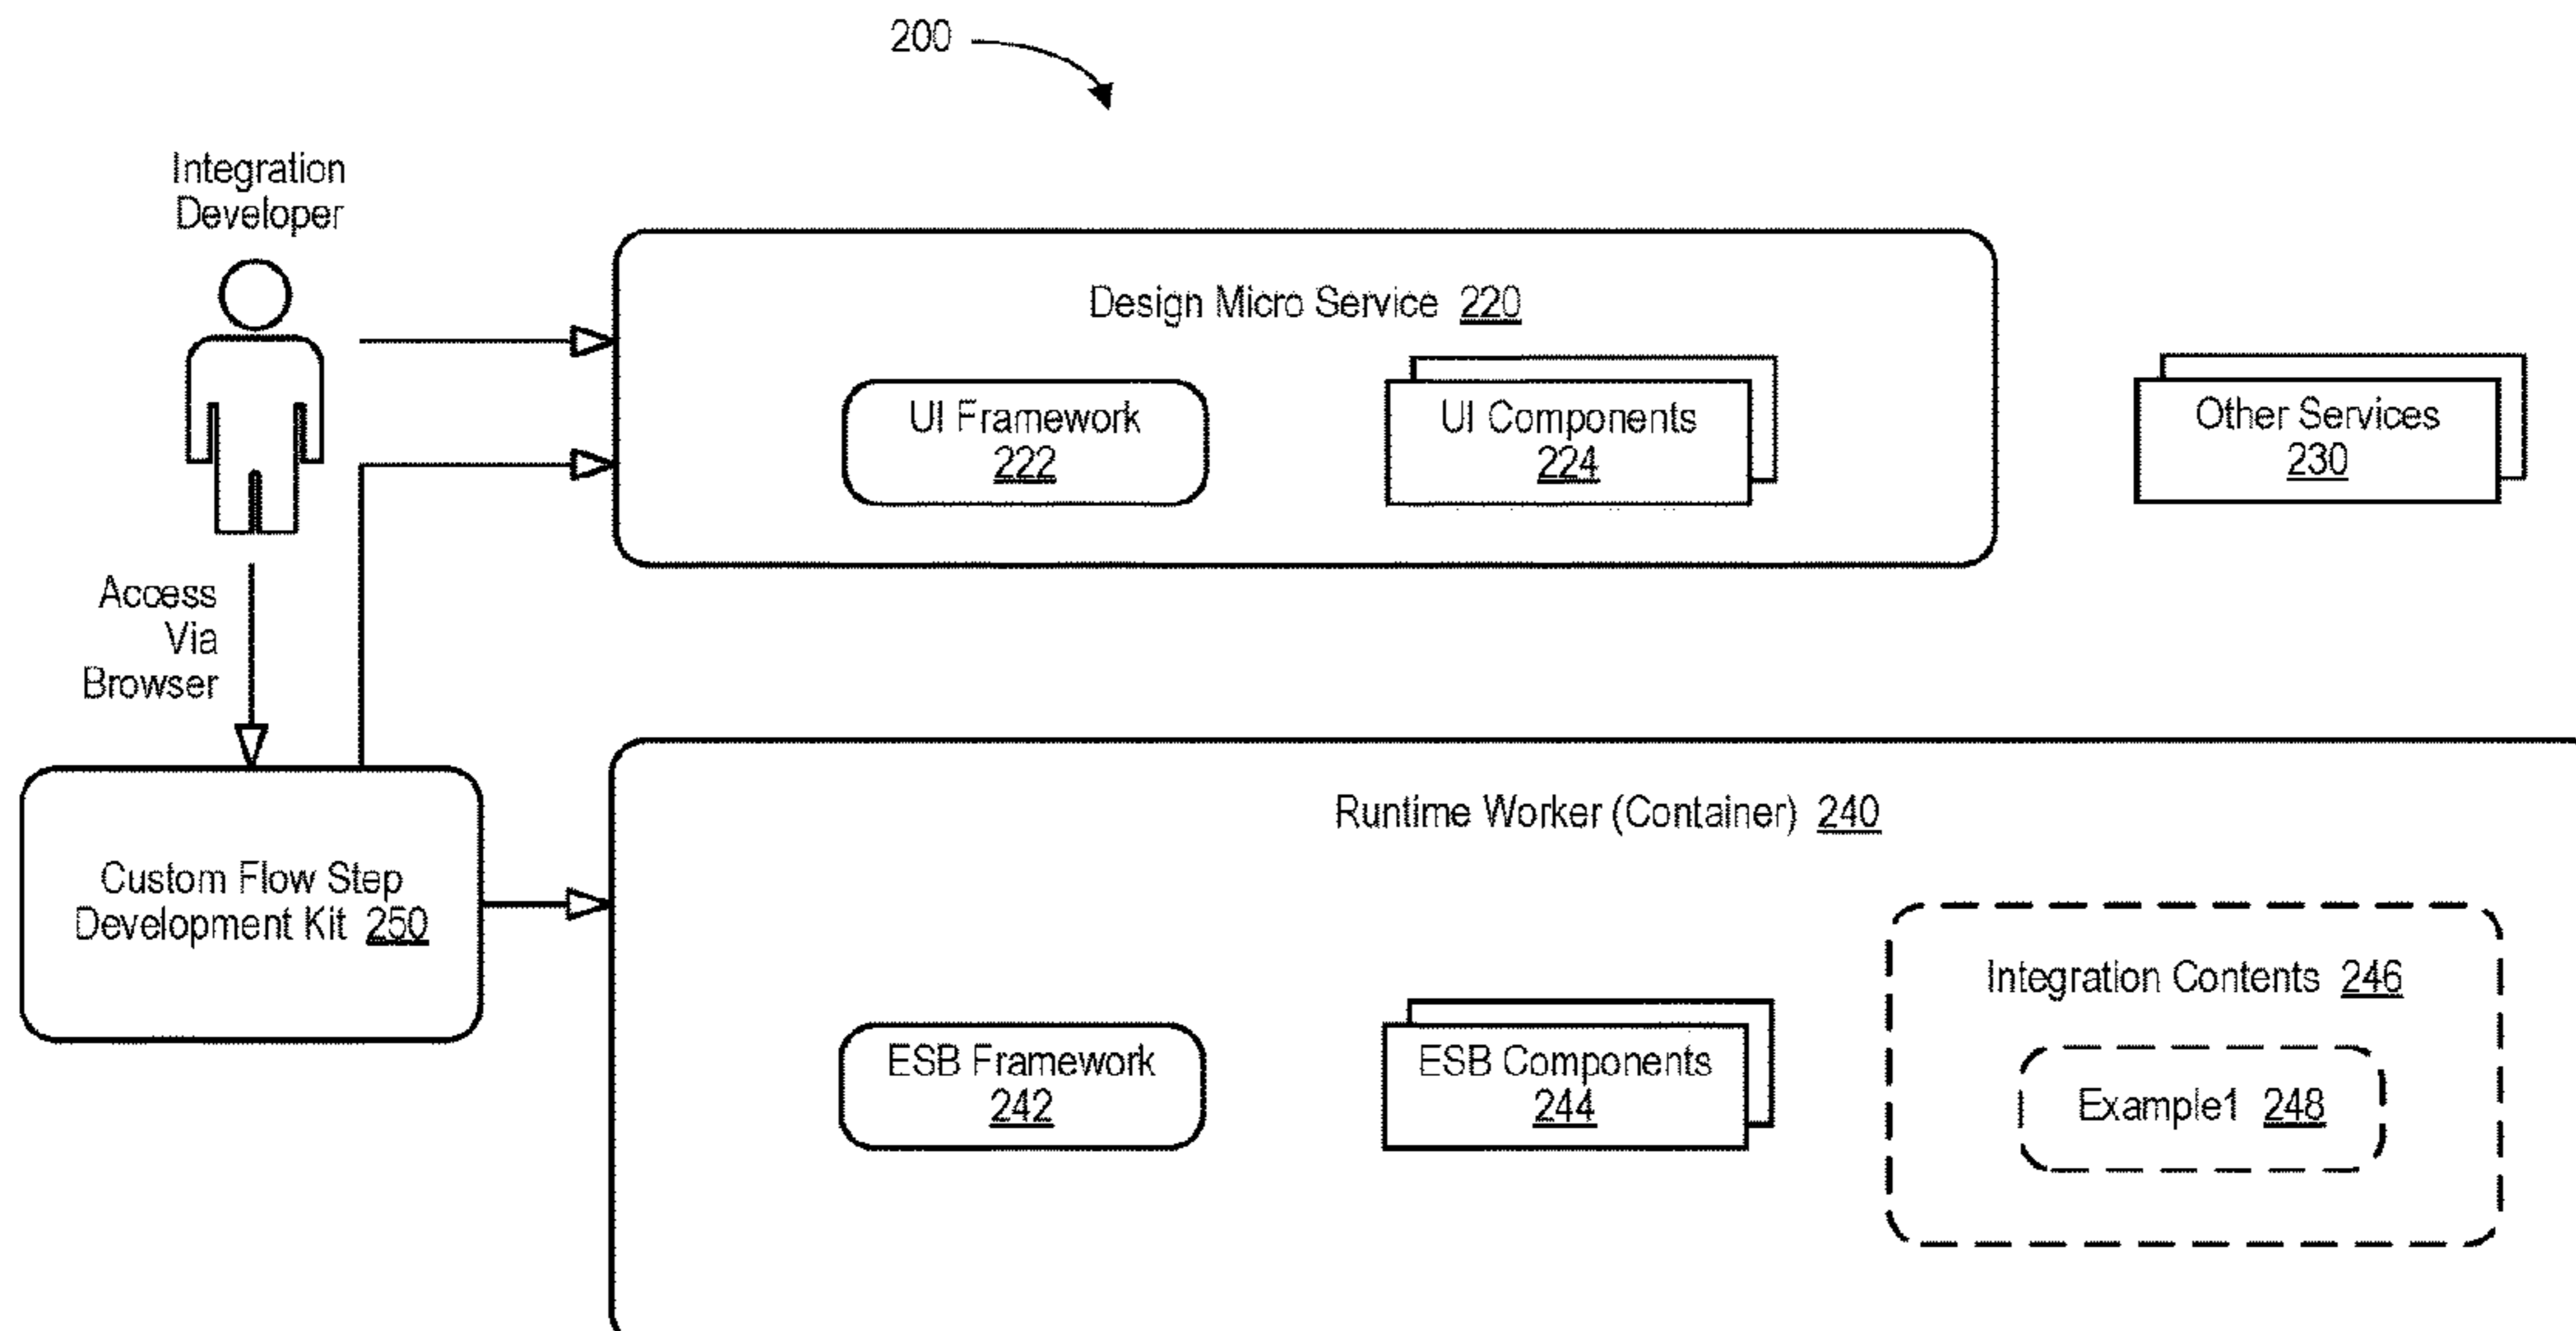 200
Integration
Developer
Design Micro Service 220
UI Framework
222
UI Components
224
Other Services
230
Access
Via
Browser
Custom Flow Step
Development Kit 250
Runtime Worker (Container) 240
ESB Framework
242
ESB Components
244
Integration Contents 246
Example1 248